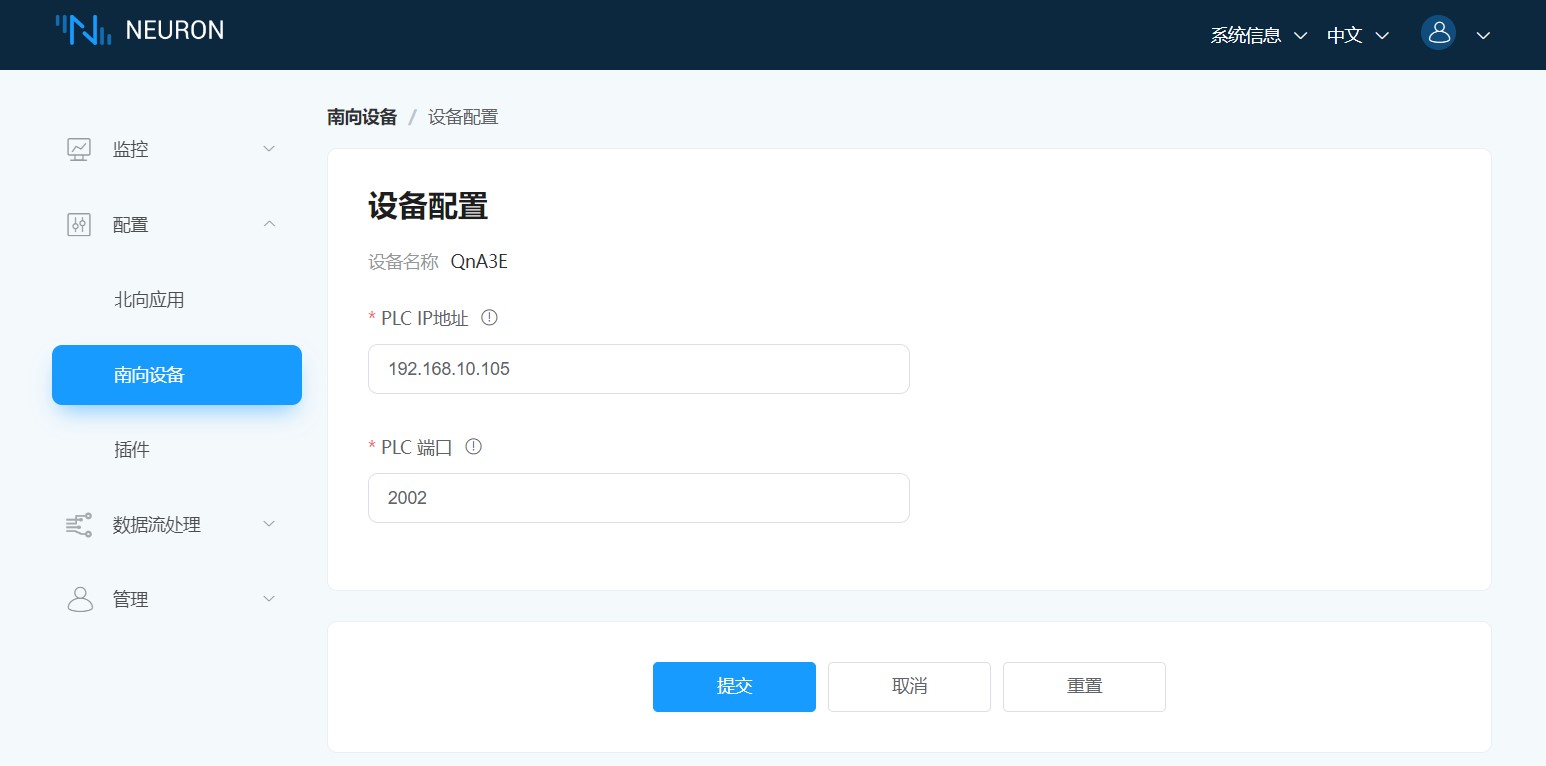 NEURON
系统信息
中文
南向设备 / 设备配置
监控
配置
北向应用
南向设备
插件
数据流处理
管理
设备配置
设备名称 QnA3E
* PLC IP地址
192.168.10.105
* PLC 端口
2002
提交
取消
重置